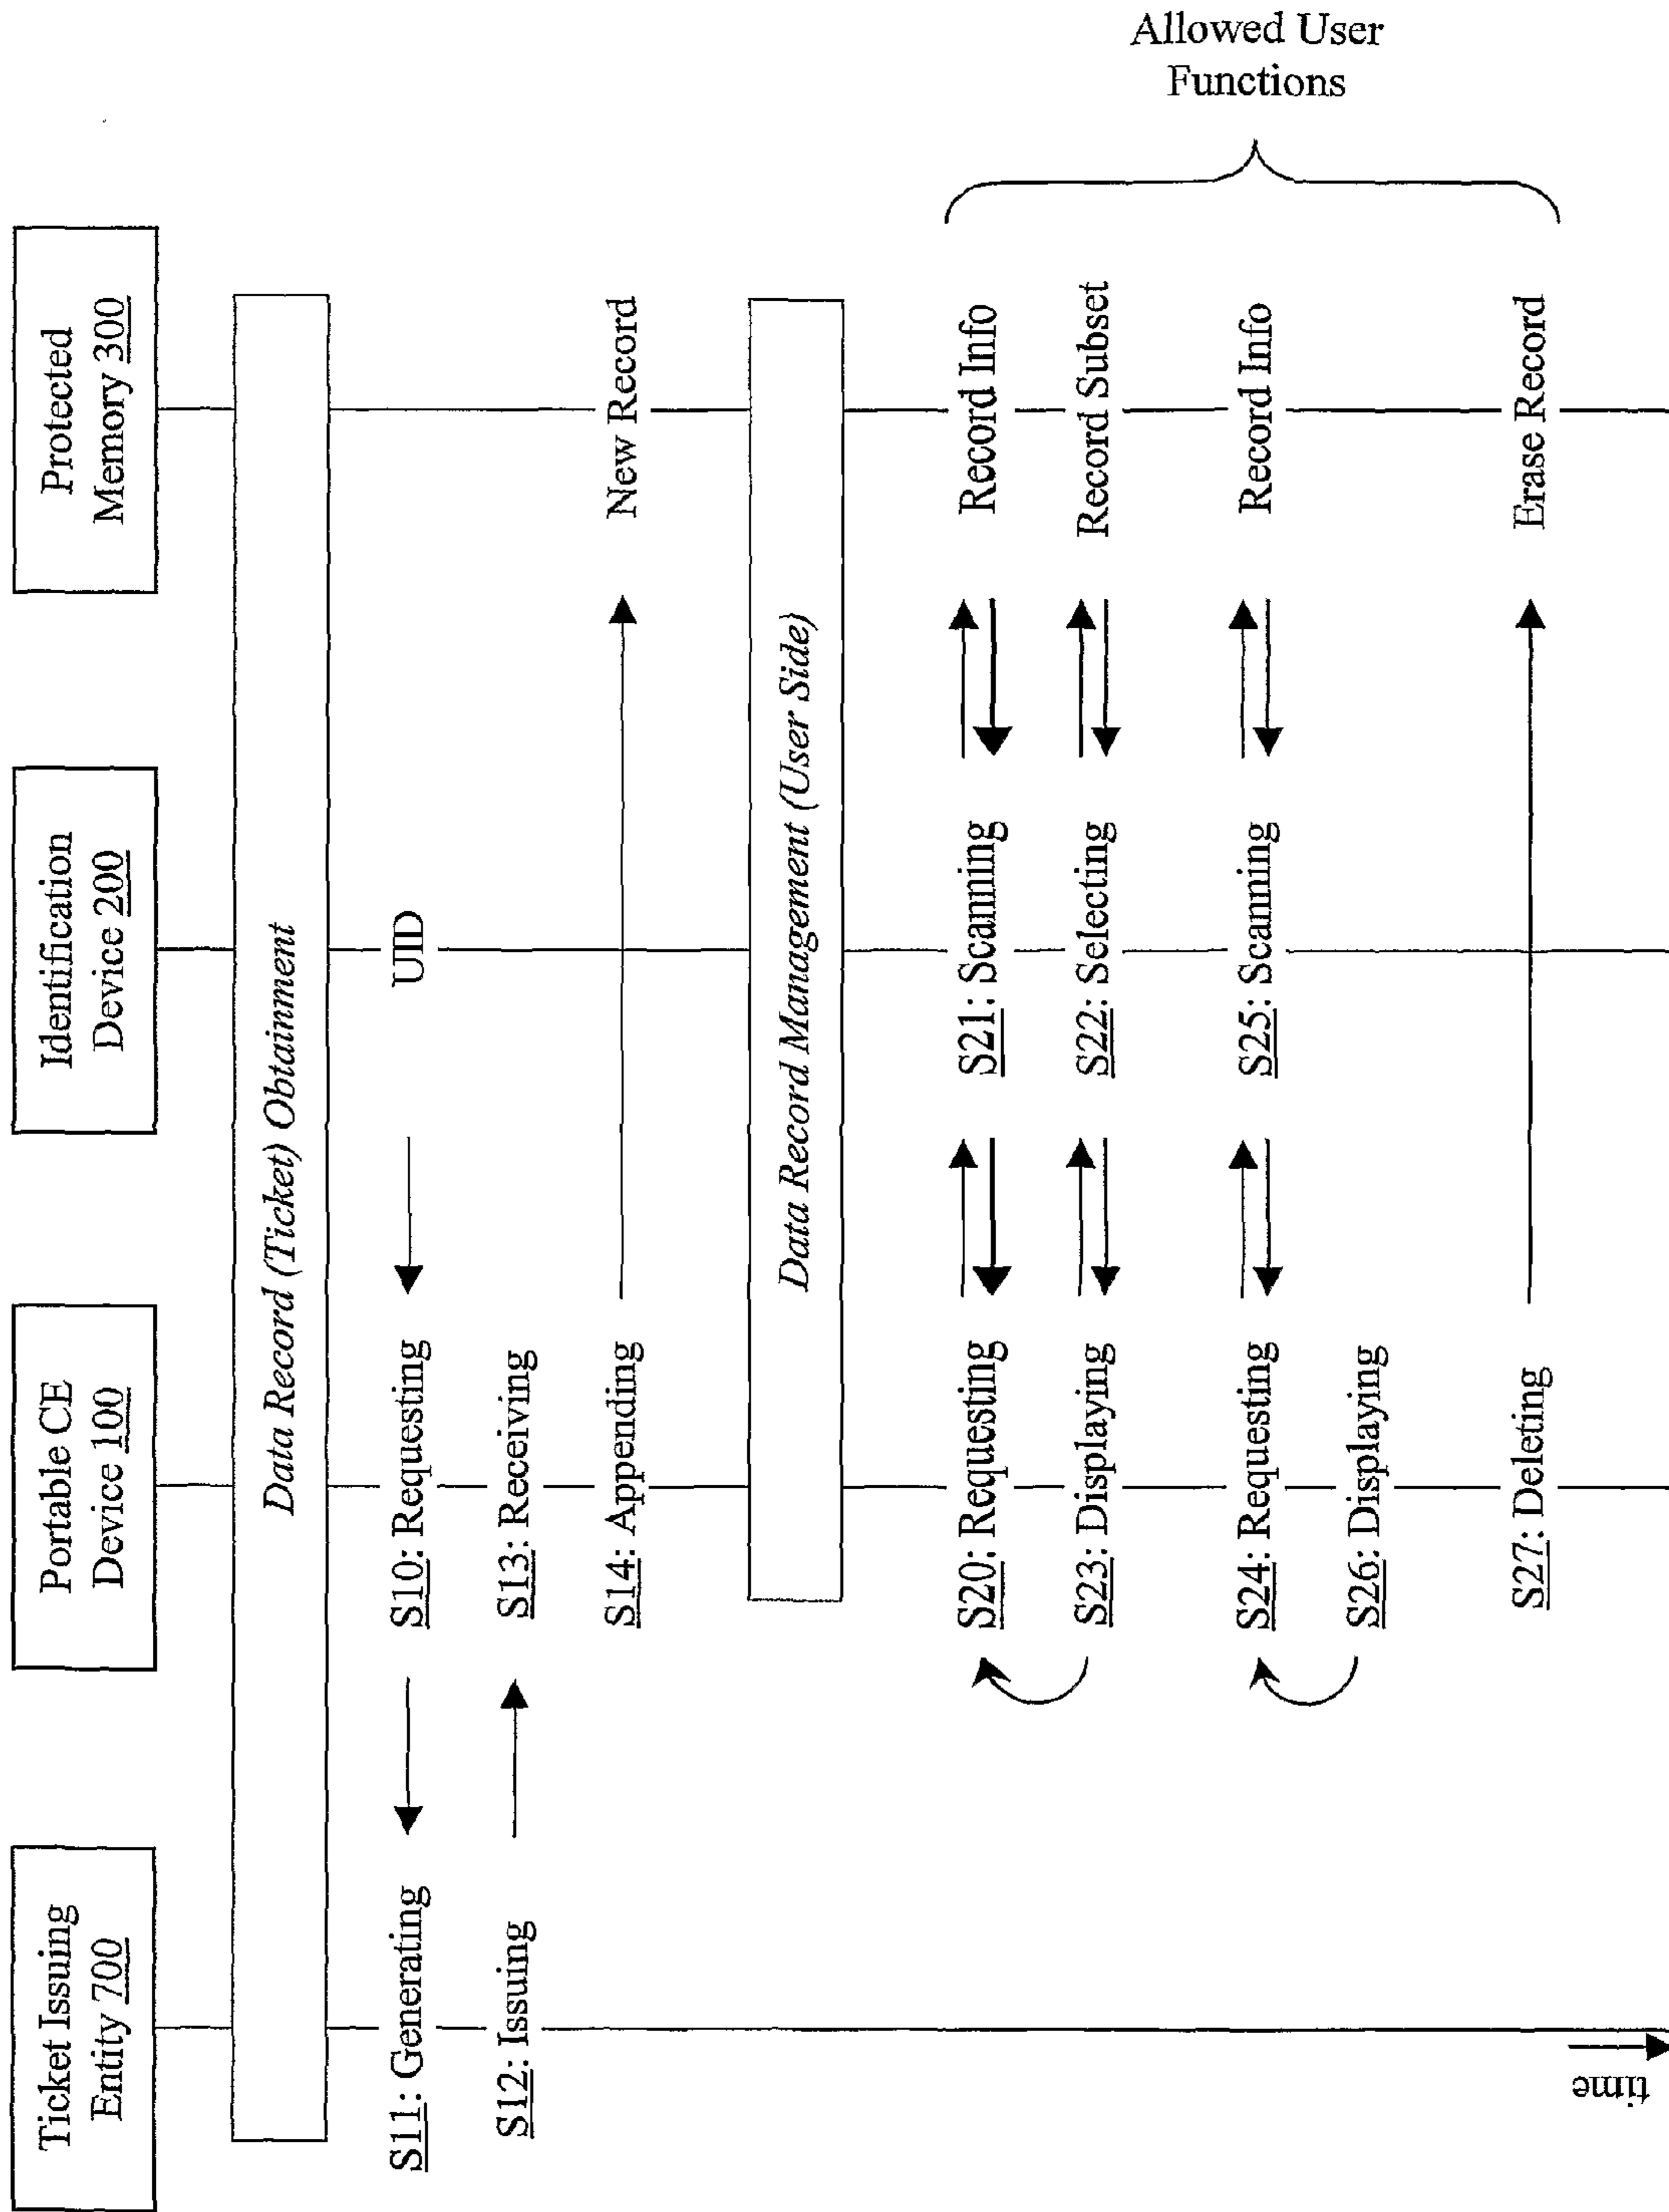 Ticket Issuing
Entity 700
Portable CE
Device 100
Identification
Device 200
Protected
Memory 300
Data Record (Ticket) Obtainment
S11: Generating
S10: Requesting
UID
S12: Issuing
S13: Receiving
S14: Appending
New Record
Data Record Management (User Side)
S20: Requesting
S21: Scanning
Record Info
S23: Displaying
S22: Selecting
Record Subset
S24: Requesting
S25: Scanning
Record Info
S26: Displaying
S27: Deleting
Erase Record
Allowed User
Functions
time